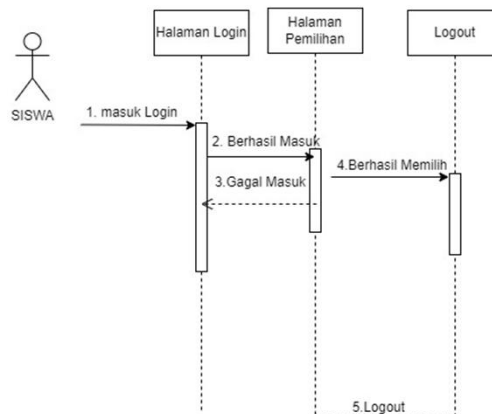 Halaman Login
Halaman
Pemilihan
Logout
SISWA
1. masuk Login
2. Berhasil Masuk
3.Gagal Masuk
4.Berhasil Memilih
5.Logout